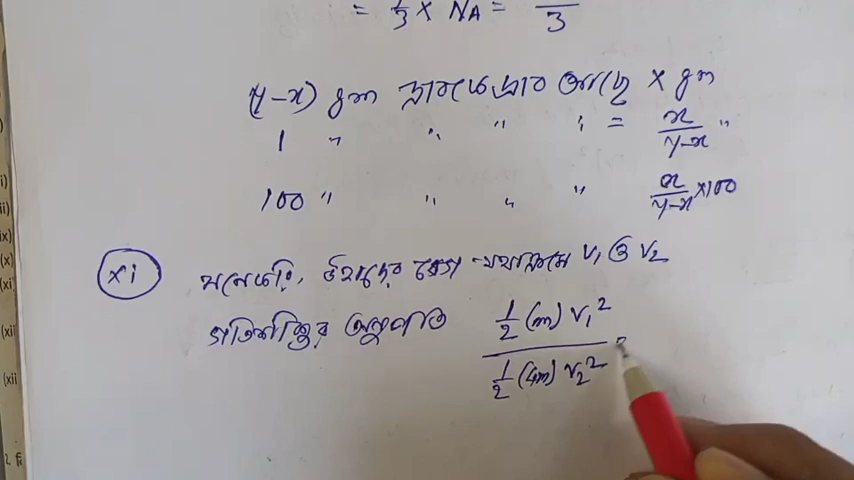 = 1/3 × NA = —/3
(y-x) gm দ্রাবকে দ্রাব আছে x gm
1 " " " " = x/y-x "
100 " " " " x/y-x ×100
xi মনেকরি, উহাদের বেগ যথাক্রমে v₁ ও v₂
গতিশক্তির অনুপাত 1/2 (m) v₁² / 1/2 (4m) v₂² =